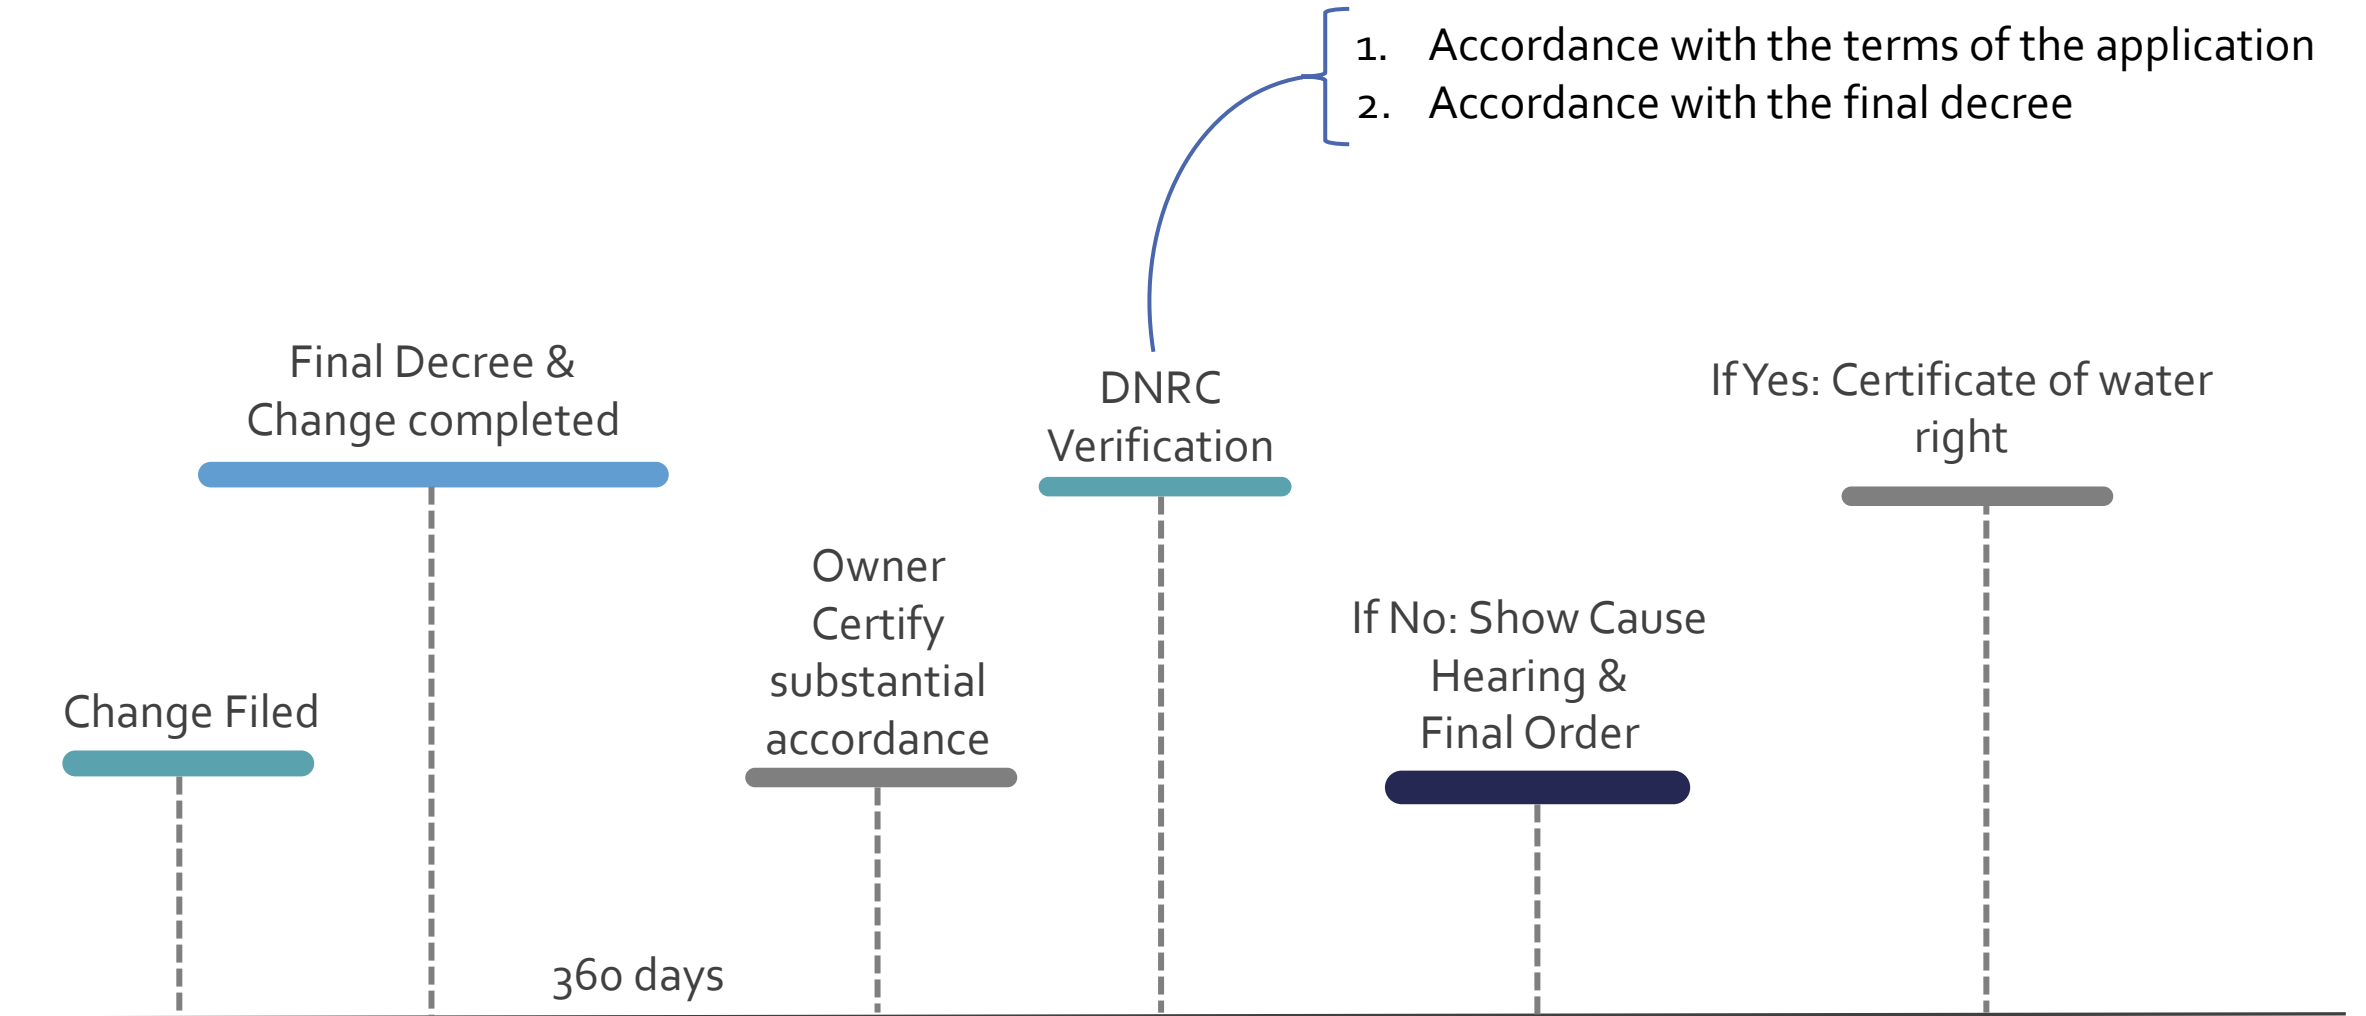 1. Accordance with the terms of the application
2. Accordance with the final decree
Final Decree &
Change completed
DNRC
Verification
If Yes: Certificate of water
right
Owner
Certify
substantial
accordance
If No: Show Cause
Hearing &
Final Order
Change Filed
360 days